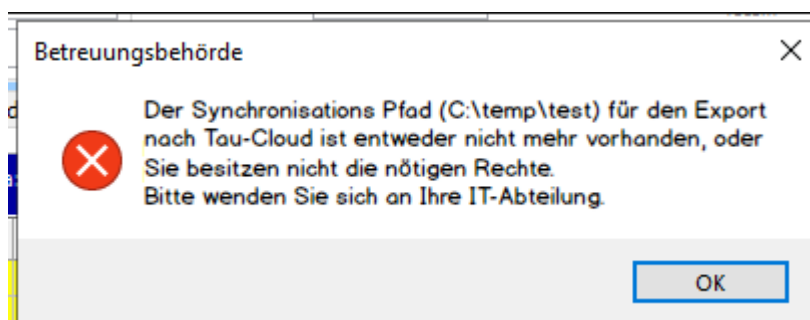 Betreuungsbehörde
Der Synchronisations Pfad (C:\temp\test) für den Export
nach Tau-Cloud ist entweder nicht mehr vorhanden, oder
Sie besitzen nicht die nötigen Rechte.
Bitte wenden Sie sich an Ihre IT-Abteilung.
OK